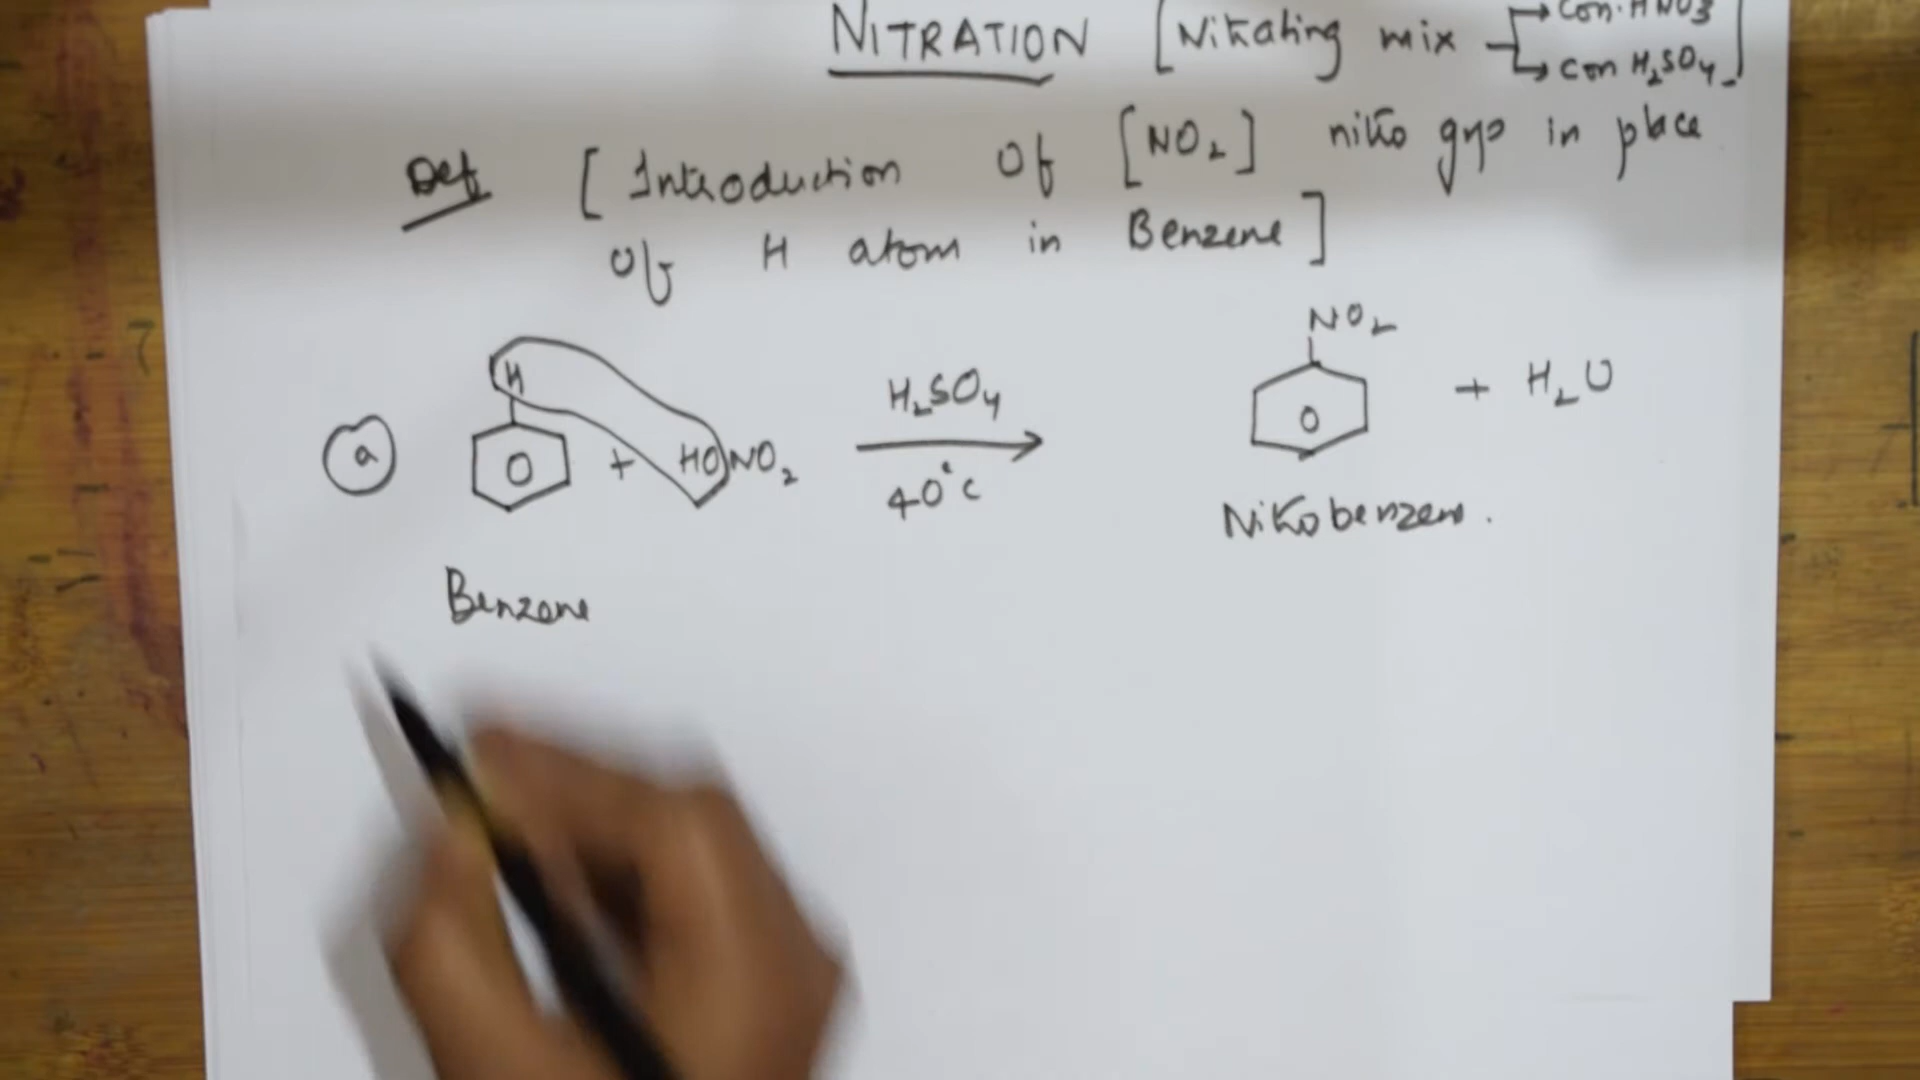 NITRATION [Nitrating mix → con. HNO3
→ con H2SO4]
Def [Introduction of [NO2] nitro grp in place
of H atom in Benzene]
NO2
H
a + HONO2 H2SO4 40°C + H2O
Nitrobenzene.
Benzene